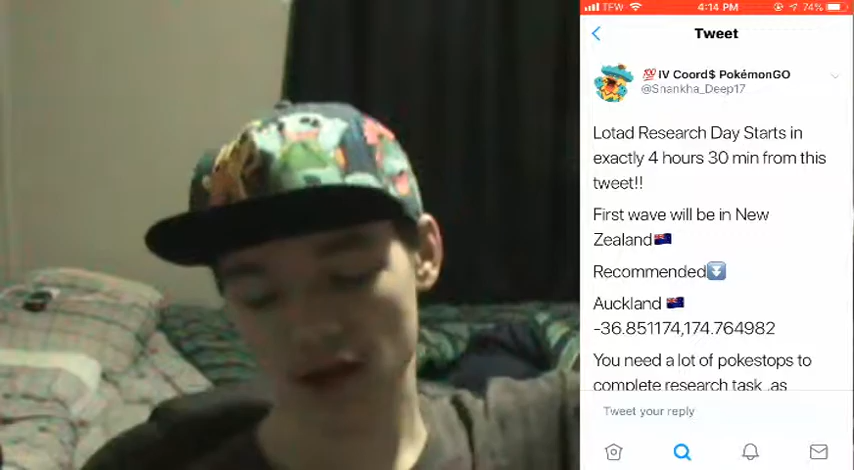 TFW 4:14 PM 74%
Tweet
💯IV Coord$ PokémonGO
@Snankha_Deep17
Lotad Research Day Starts in
exactly 4 hours 30 min from this
tweet!!
First wave will be in New
Zealand🇳🇿
Recommended⏬
Auckland 🇳🇿
-36.851174,174.764982
You need a lot of pokestops to
complete research task .as
Tweet your reply